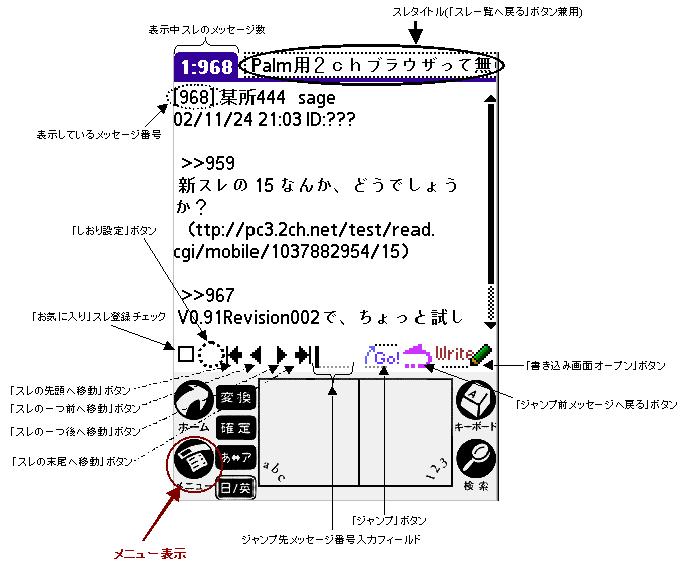 スレタイトル(「スレ一覧へ戻る」ボタン兼用)
表示中スレのメッセージ数
1:968
Palm用2chブラウザって無
[968] 某所444 sage
02/11/24 21:03 ID:???
表示しているメッセージ番号
>>959
新スレの 15 なんか、どうでしょう
か?
(ttp://pc3.2ch.net/test/read.
cgi/mobile/1037882954/15)
「しおり設定」ボタン
>>967
V0.91Revision002で、ちょっと試し
「お気に入り」スレ登録チェック
Go!
Write
「書き込み画面オープン」ボタン
「スレの先頭へ移動」ボタン
「スレの一つ前へ移動」ボタン
「スレの一つ後へ移動」ボタン
「スレの末尾へ移動」ボタン
「ジャンプ前メッセージへ戻る」ボタン
ホーム
変換
確定
あ↔ア
日/英
メニュー
abc
123
キーボード
検索
「ジャンプ」ボタン
ジャンプ先メッセージ番号入力フィールド
メニュー表示